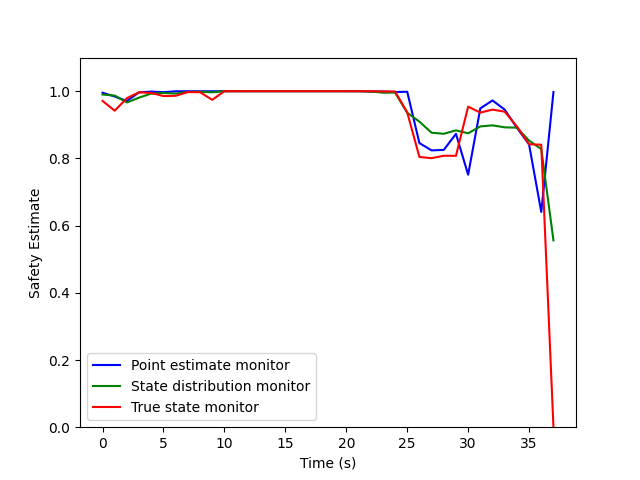 1.0
0.8
0.6
0.4
0.2
0.0
Safety Estimate
Point estimate monitor
State distribution monitor
True state monitor
0 5 10 15 20 25 30 35
Time (s)